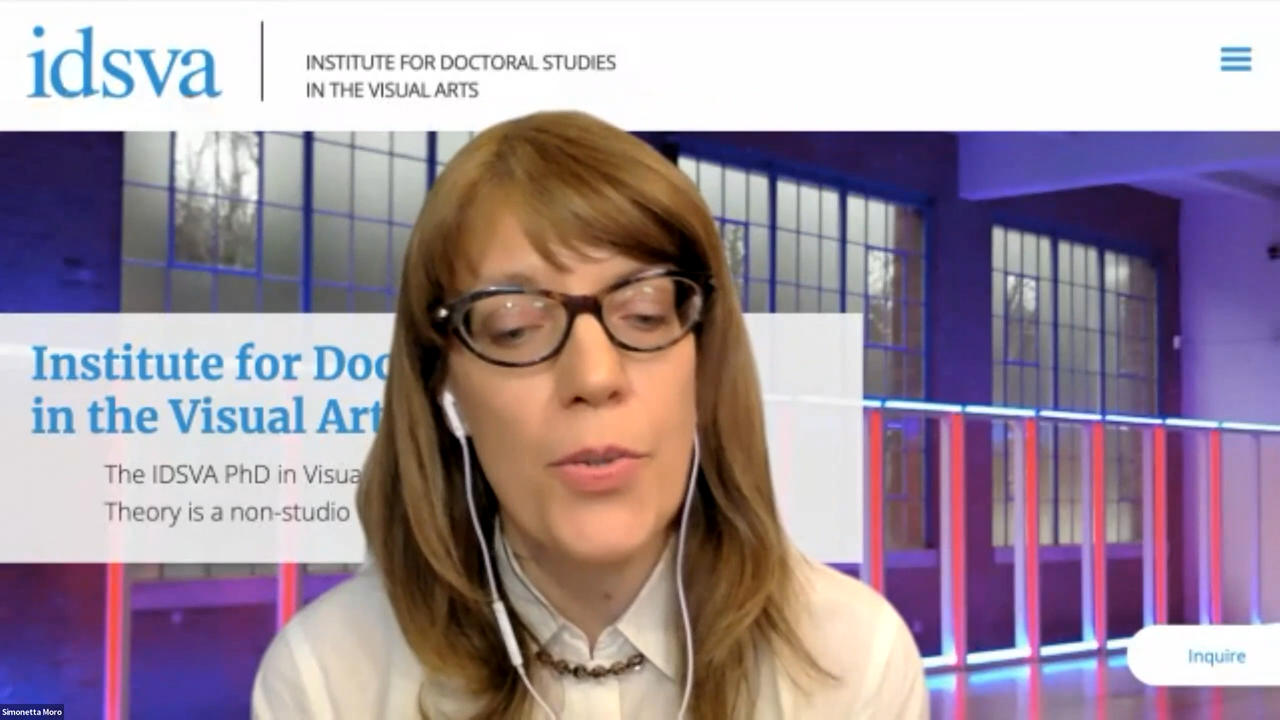 idsva
INSTITUTE FOR DOCTORAL STUDIES
IN THE VISUAL ARTS
Institute for Doc
in the Visual Art
The IDSVA PhD in Visua
Theory is a non-studio
Inquire
Simonetta Moro